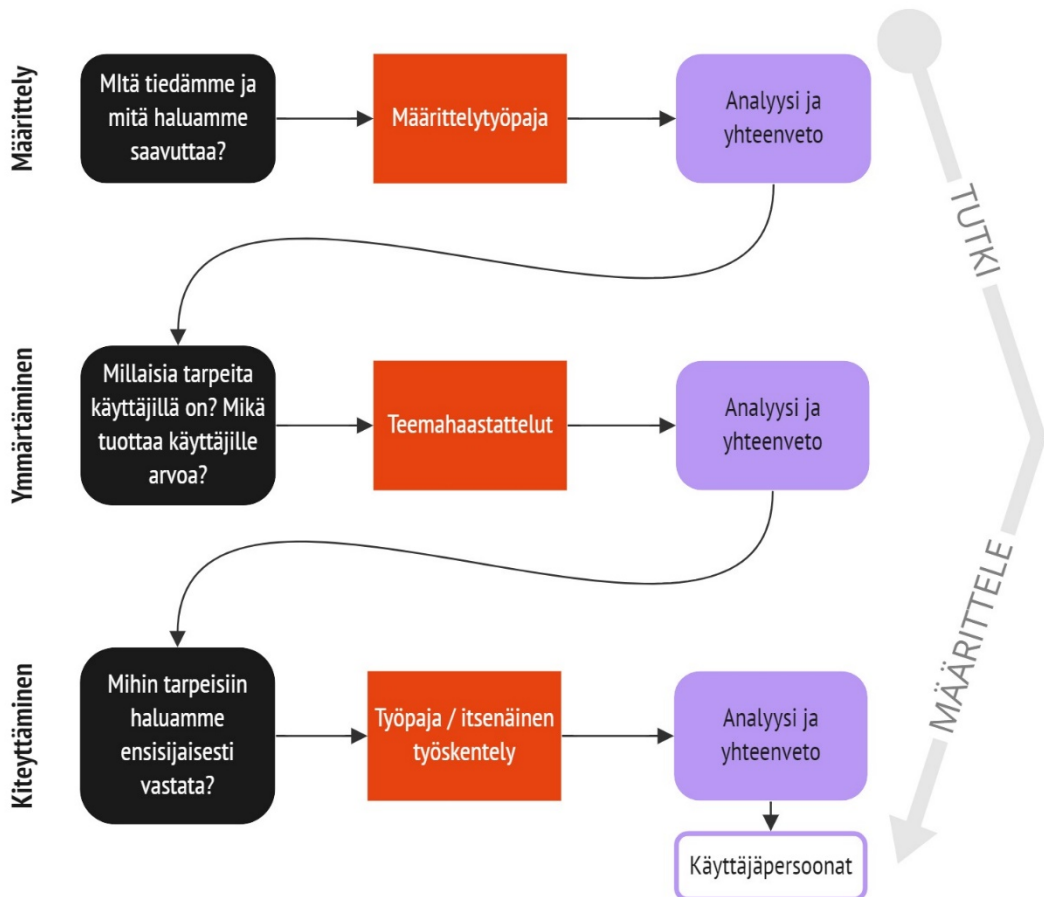 Määrittely
MItä tiedämme ja
mitä haluamme
saavuttaa?
Määrittelytyöpaja
Analyysi ja
yhteenveto
TUTKI
Ymmärtäminen
Millaisia tarpeita
käyttäjillä on? Mikä
tuottaa käyttäjille
arvoa?
Teemahaastattelut
Analyysi ja
yhteenveto
MÄÄRITTELE
Kiteyttäminen
Mihin tarpeisiin
haluamme
ensisijaisesti
vastata?
Työpaja / itsenäinen
työskentely
Analyysi ja
yhteenveto
Käyttäjäpersoonat